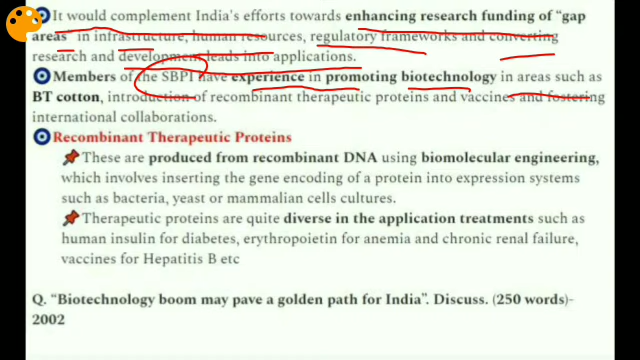 It would complement India's efforts towards enhancing research funding of “gap
areas” in infrastructure, human resources, regulatory frameworks and converting
research and development leads into applications.
Members of the SBPI have experience in promoting biotechnology in areas such as
BT cotton, introduction of recombinant therapeutic proteins and vaccines and fostering
international collaborations.
Recombinant Therapeutic Proteins
These are produced from recombinant DNA using biomolecular engineering,
which involves inserting the gene encoding of a protein into expression systems
such as bacteria, yeast or mammalian cells cultures.
Therapeutic proteins are quite diverse in the application treatments such as
human insulin for diabetes, erythropoietin for anemia and chronic renal failure,
vaccines for Hepatitis B etc
Q. “Biotechnology boom may pave a golden path for India”. Discuss. (250 words)-
2002